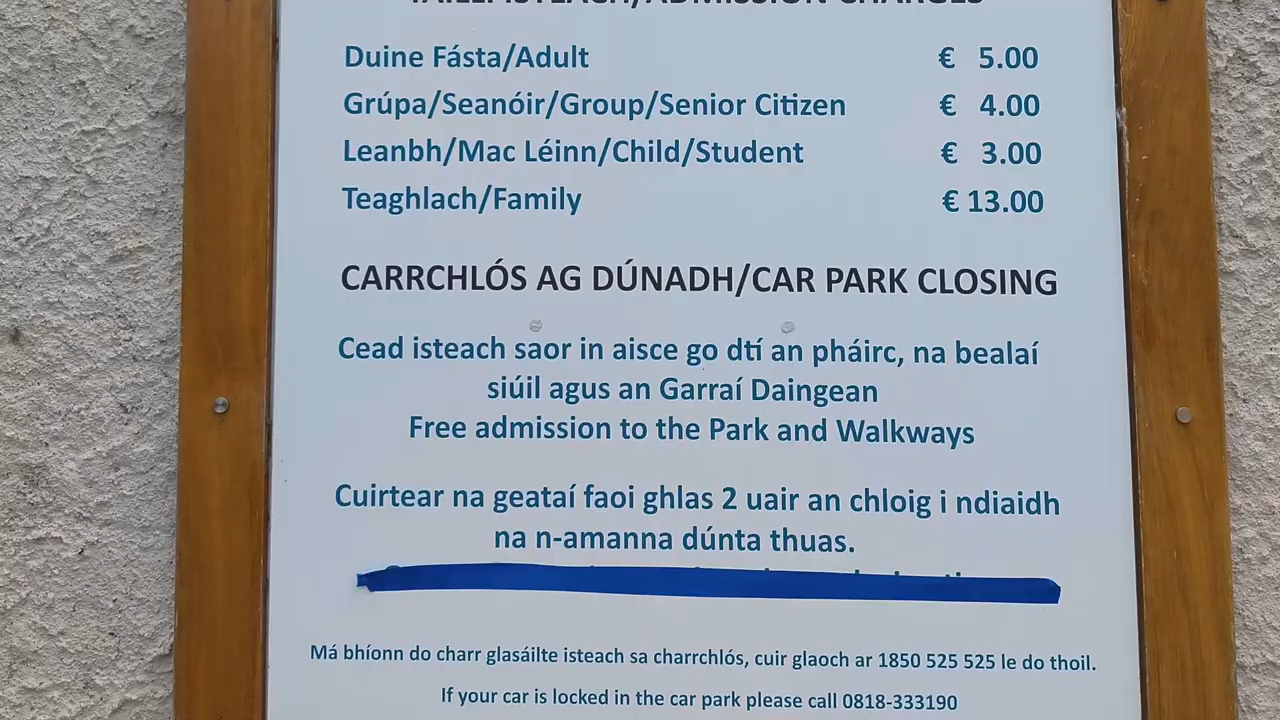 Duine Fásta/Adult € 5.00
Grúpa/Seanóir/Group/Senior Citizen € 4.00
Leanbh/Mac Léinn/Child/Student € 3.00
Teaghlach/Family € 13.00
CARRCHLÓS AG DÚNADH/CAR PARK CLOSING
Cead isteach saor in aisce go dtí an pháirc, na bealaí
siúil agus an Garraí Daingean
Free admission to the Park and Walkways
Cuirtear na geataí faoi ghlas 2 uair an chloig i ndiaidh
na n-amanna dúnta thuas.
Má bhíonn do charr glasáilte isteach sa charrchlós, cuir glaoch ar 1850 525 525 le do thoil.
If your car is locked in the car park please call 0818-333190